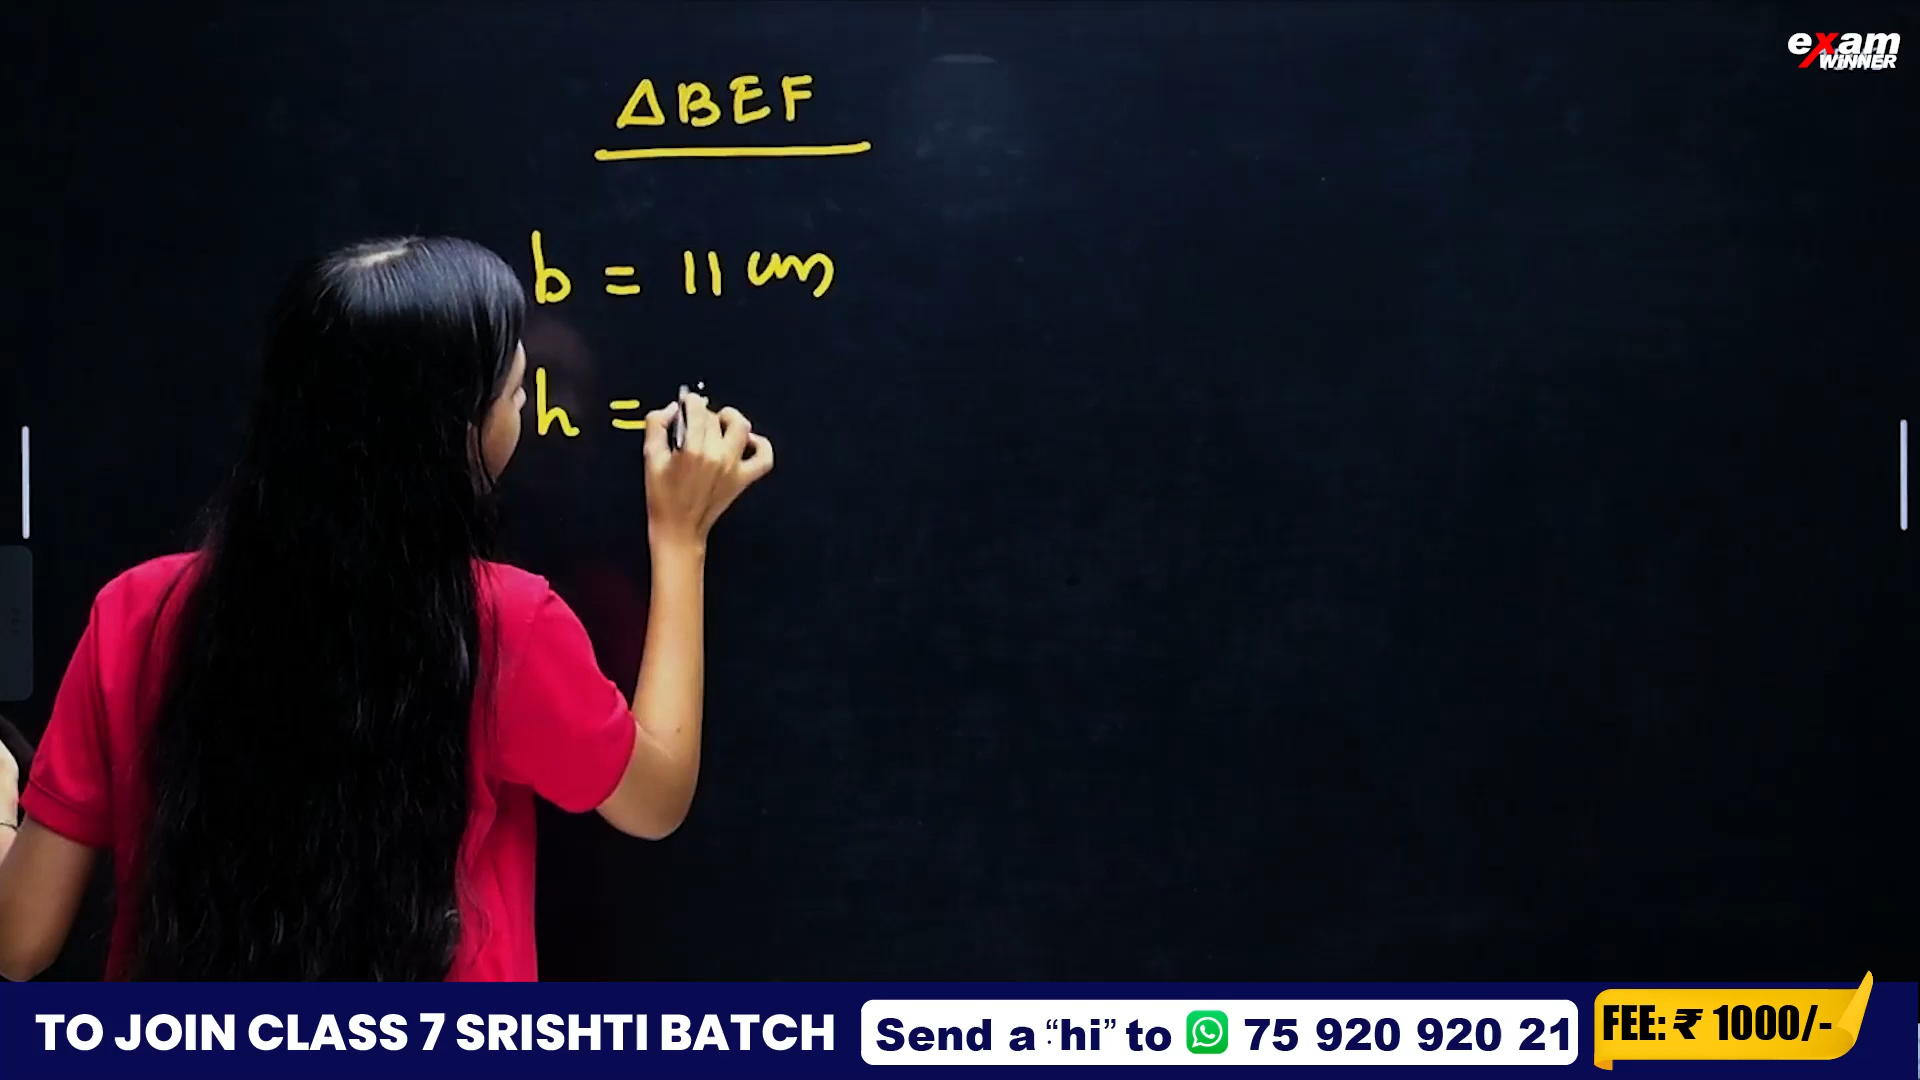 exam
WINNER
ΔBEF
b = 11 cm
h =
TO JOIN CLASS 7 SRISHTI BATCH
Send a “hi” to 75 920 920 21
FEE: ₹ 1000/-